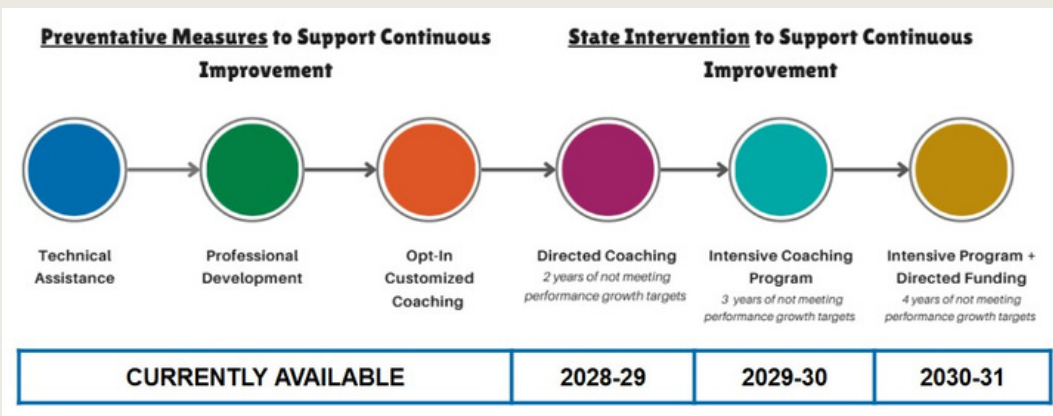 Preventative Measures to Support Continuous
Improvement
State Intervention to Support Continuous
Improvement
Technical
Assistance
Professional
Development
Opt-In
Customized
Coaching
Directed Coaching
2 years of not meeting
performance growth targets
Intensive Coaching
Program
3 years of not meeting
performance growth targets
Intensive Program +
Directed Funding
4 years of not meeting
performance growth targets
CURRENTLY AVAILABLE
2028-29
2029-30
2030-31